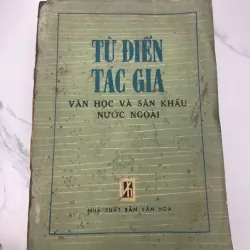 TỪ ĐIỂN
TÁC GIA
VĂN HỌC VÀ SÂN KHẤU
NƯỚC NGOÀI
NHÀ XUẤT BẢN VĂN HÓA